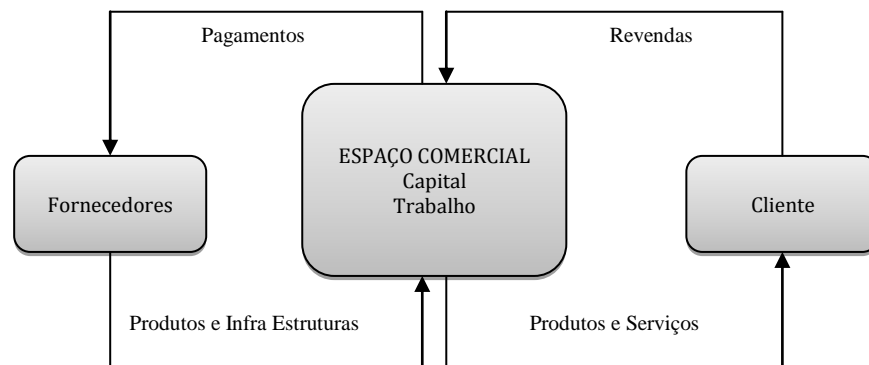 Pagamentos
Revendas
ESPAÇO COMERCIAL
Capital
Trabalho
Fornecedores
Cliente
Produtos e Infra Estruturas
Produtos e Serviços